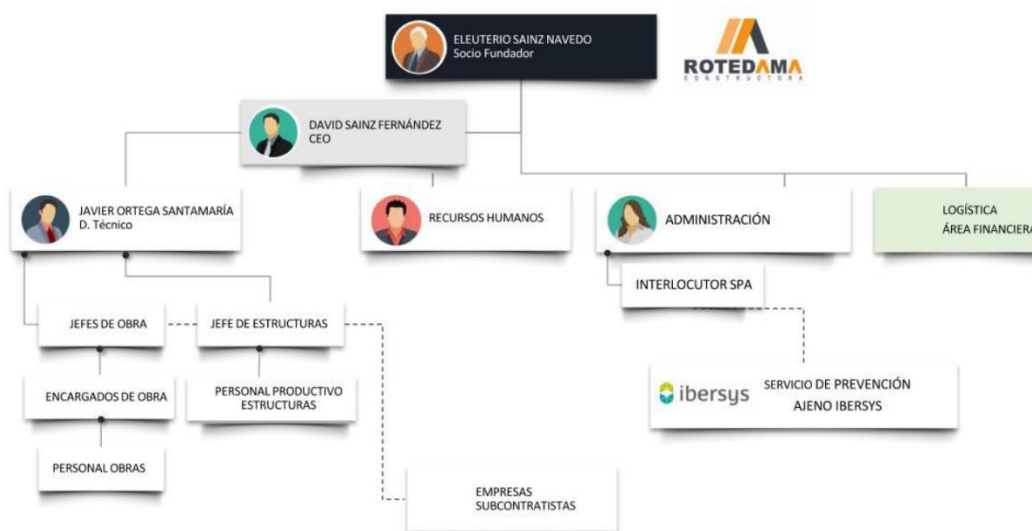 ELEUTERIO SAINZ NAVEDO
Socio Fundador
ROTEDAMA
CONSTRUCTORA
DAVID SAINZ FERNÁNDEZ
CEO
JAVIER ORTEGA SANTAMARÍA
D. Técnico
RECURSOS HUMANOS
ADMINISTRACIÓN
LOGÍSTICA
ÁREA FINANCIERA
INTERLOCUTOR SPA
JEFES DE OBRA
JEFE DE ESTRUCTURAS
ENCARGADOS DE OBRA
PERSONAL PRODUCTIVO
ESTRUCTURAS
ibersys
SERVICIO DE PREVENCIÓN
AJENO IBERSYS
PERSONAL OBRAS
EMPRESAS
SUBCONTRATISTAS